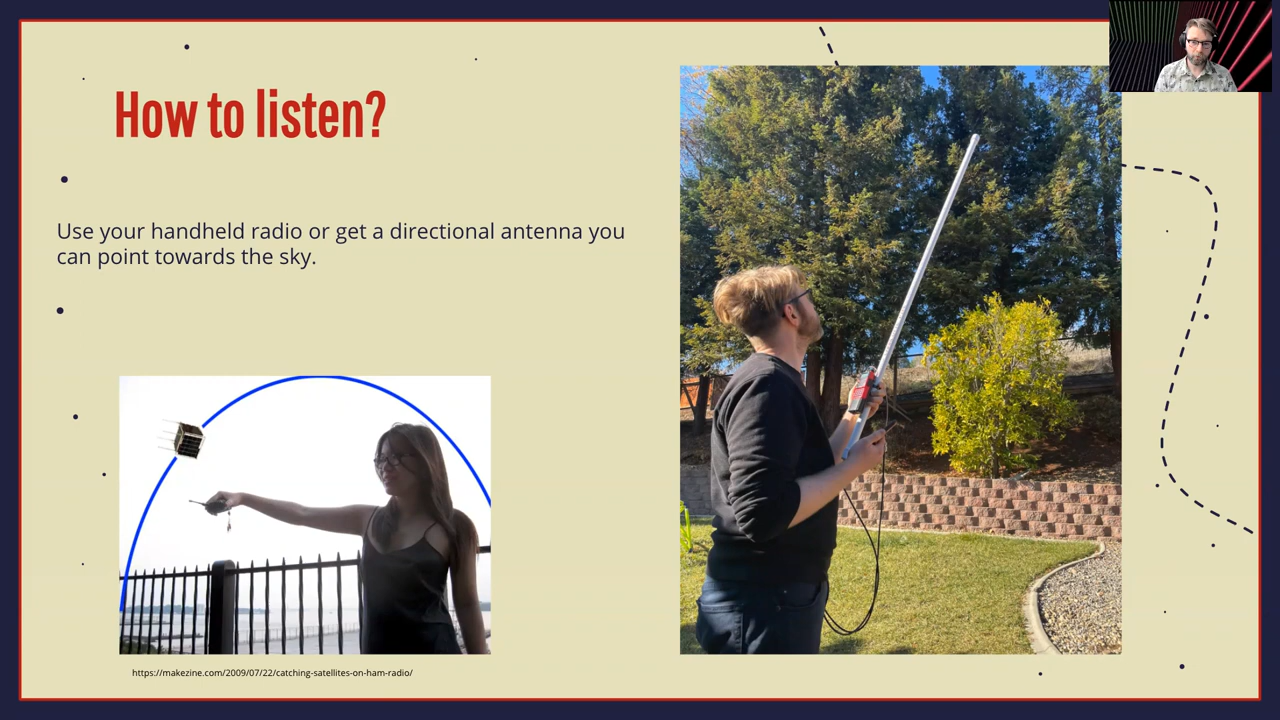 How to listen?
Use your handheld radio or get a directional antenna you
can point towards the sky.
https://makezine.com/2009/07/22/catching-satellites-on-ham-radio/